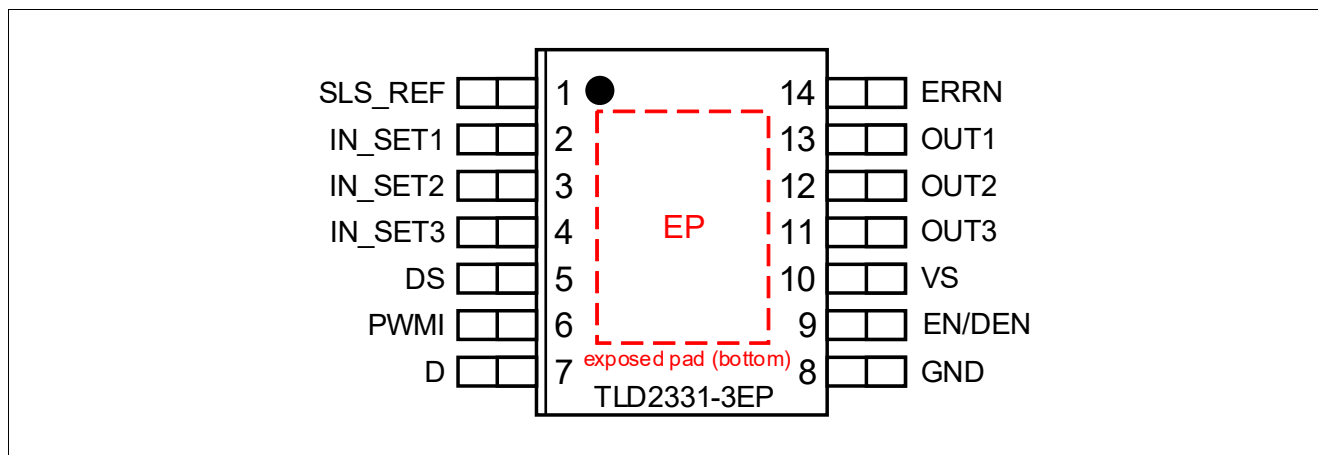 SLS_REF 1 14 ERRN
IN_SET1 2 13 OUT1
IN_SET2 3 12 OUT2
IN_SET3 4 11 OUT3
EP
DS 5 10 VS
PWMI 6 9 EN/DEN
exposed pad (bottom)
D 7 8 GND
TLD2331-3EP